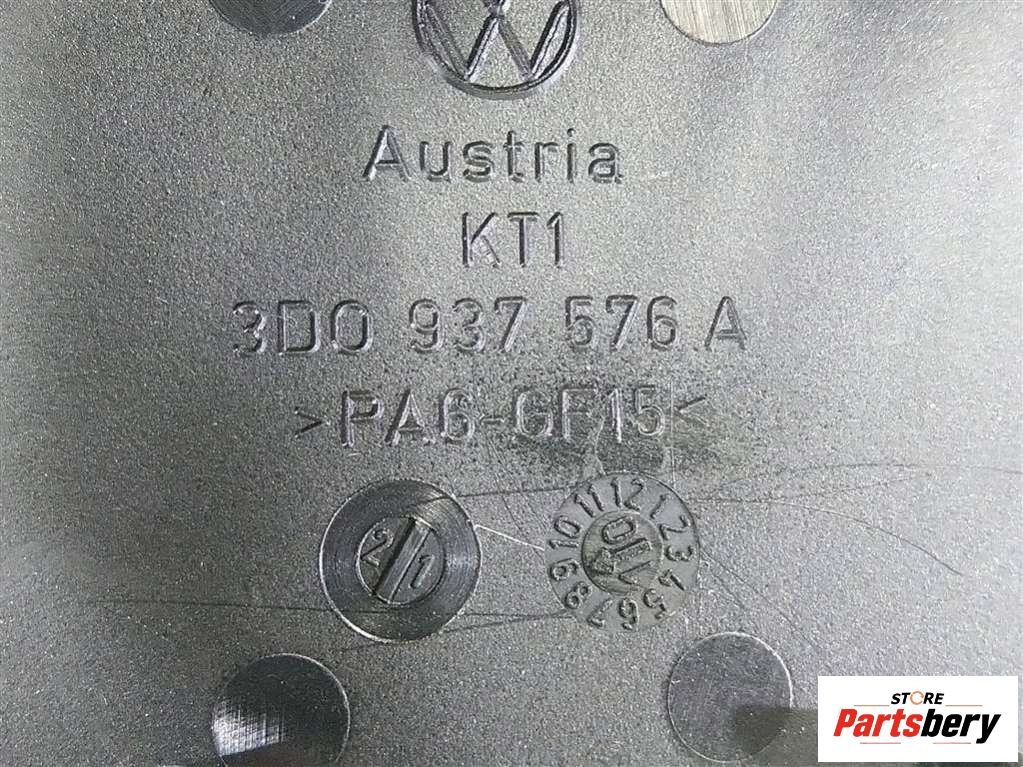 Austria
KT1
3D0 937 576 A
>PA6-GF15<
2 1
1 2 3 4 5 6 7 8 9 10 11 12
STORE
Partsbery